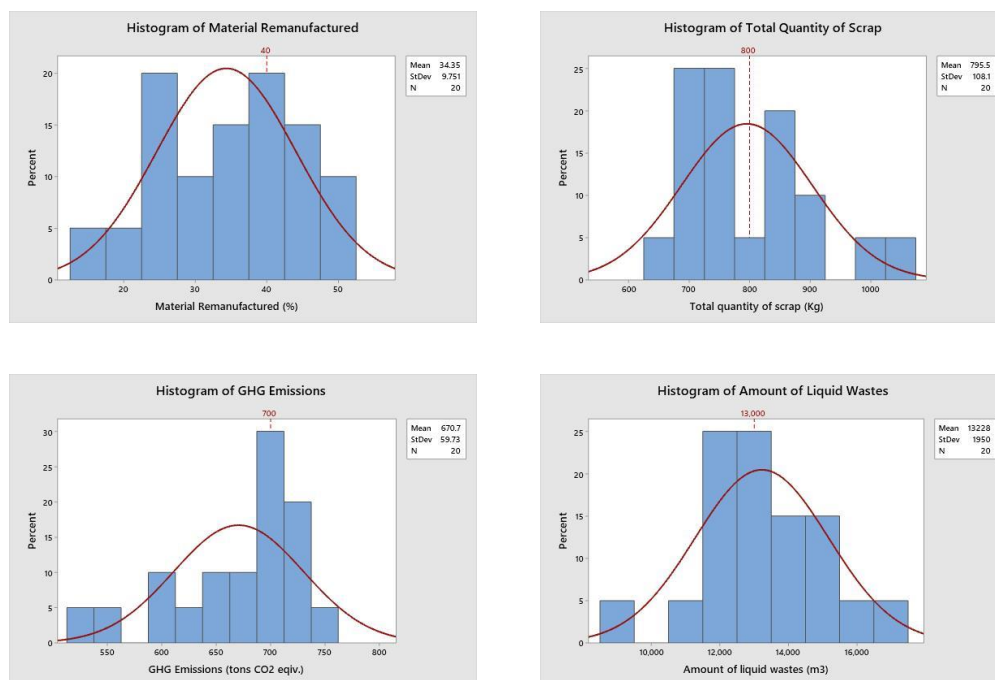 Histogram of Material Remanufactured
40
Mean 34.35
StDev 9.751
N 20
20
15
10
5
0
Percent
20 30 40 50
Material Remanufactured (%)
Histogram of Total Quantity of Scrap
800
Mean 795.5
StDev 108.1
N 20
25
20
15
10
5
0
Percent
600 700 800 900 1000
Total quantity of scrap (Kg)
Histogram of GHG Emissions
700
Mean 670.7
StDev 59.73
N 20
30
25
20
15
10
5
0
Percent
550 600 650 700 750 800
GHG Emissions (tons CO2 eqiv.)
Histogram of Amount of Liquid Wastes
13,000
Mean 13228
StDev 1950
N 20
25
20
15
10
5
0
Percent
10,000 12,000 14,000 16,000
Amount of liquid wastes (m3)